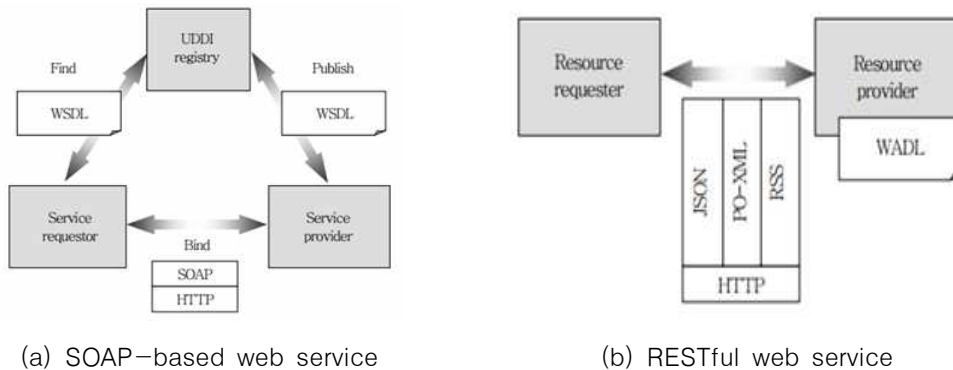 UDDI
registry
Find
Publish
WSDL
WSDL
Service
requestor
Service
provider
Bind
SOAP
HTTP
(a) SOAP-based web service
Resource
requester
Resource
provider
WADL
JSON
PO-XML
RSS
HTTP
(b) RESTful web service